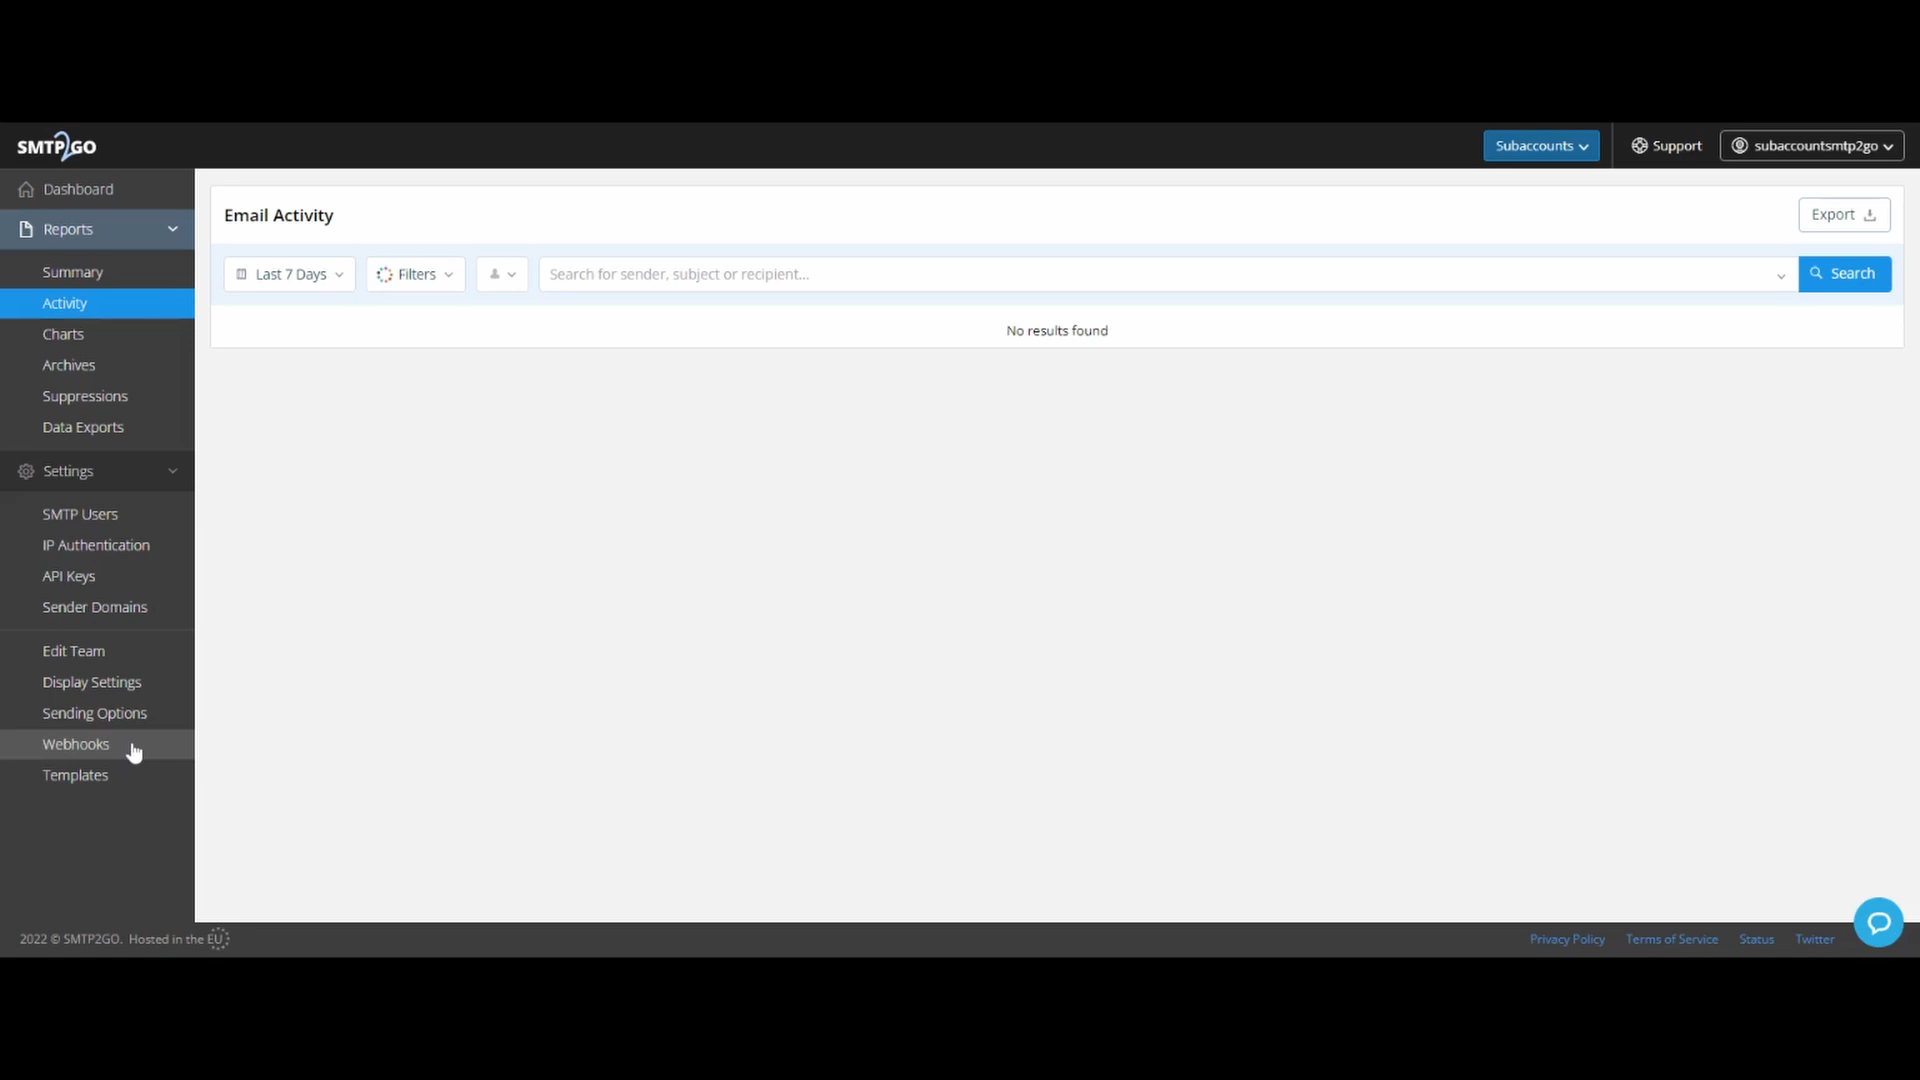 SMTP2GO
Subaccounts
Support
subaccountsmtp2go
Dashboard
Reports
Summary
Activity
Charts
Archives
Suppressions
Data Exports
Settings
SMTP Users
IP Authentication
API Keys
Sender Domains
Edit Team
Display Settings
Sending Options
Webhooks
Templates
Email Activity
Export
Last 7 Days
Filters
Search for sender, subject or recipient...
Search
No results found
2022 © SMTP2GO. Hosted in the EU
Privacy Policy
Terms of Service
Status
Twitter